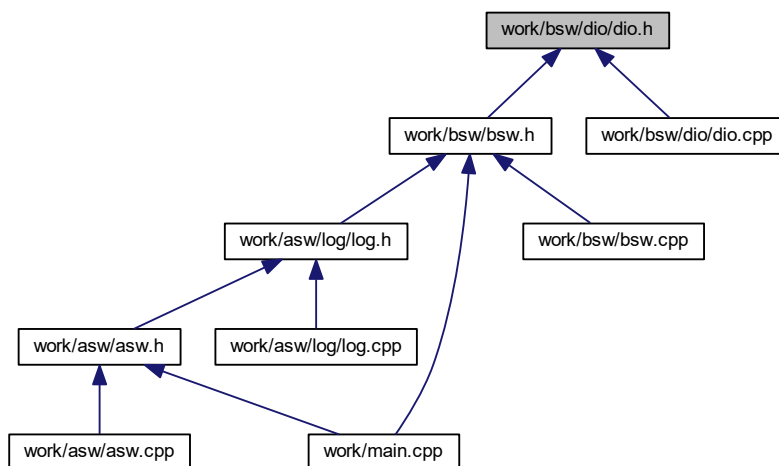 work/bsw/dio/dio.h
work/bsw/bsw.h
work/bsw/dio/dio.cpp
work/asw/log/log.h
work/bsw/bsw.cpp
work/asw/asw.h
work/asw/log/log.cpp
work/asw/asw.cpp
work/main.cpp